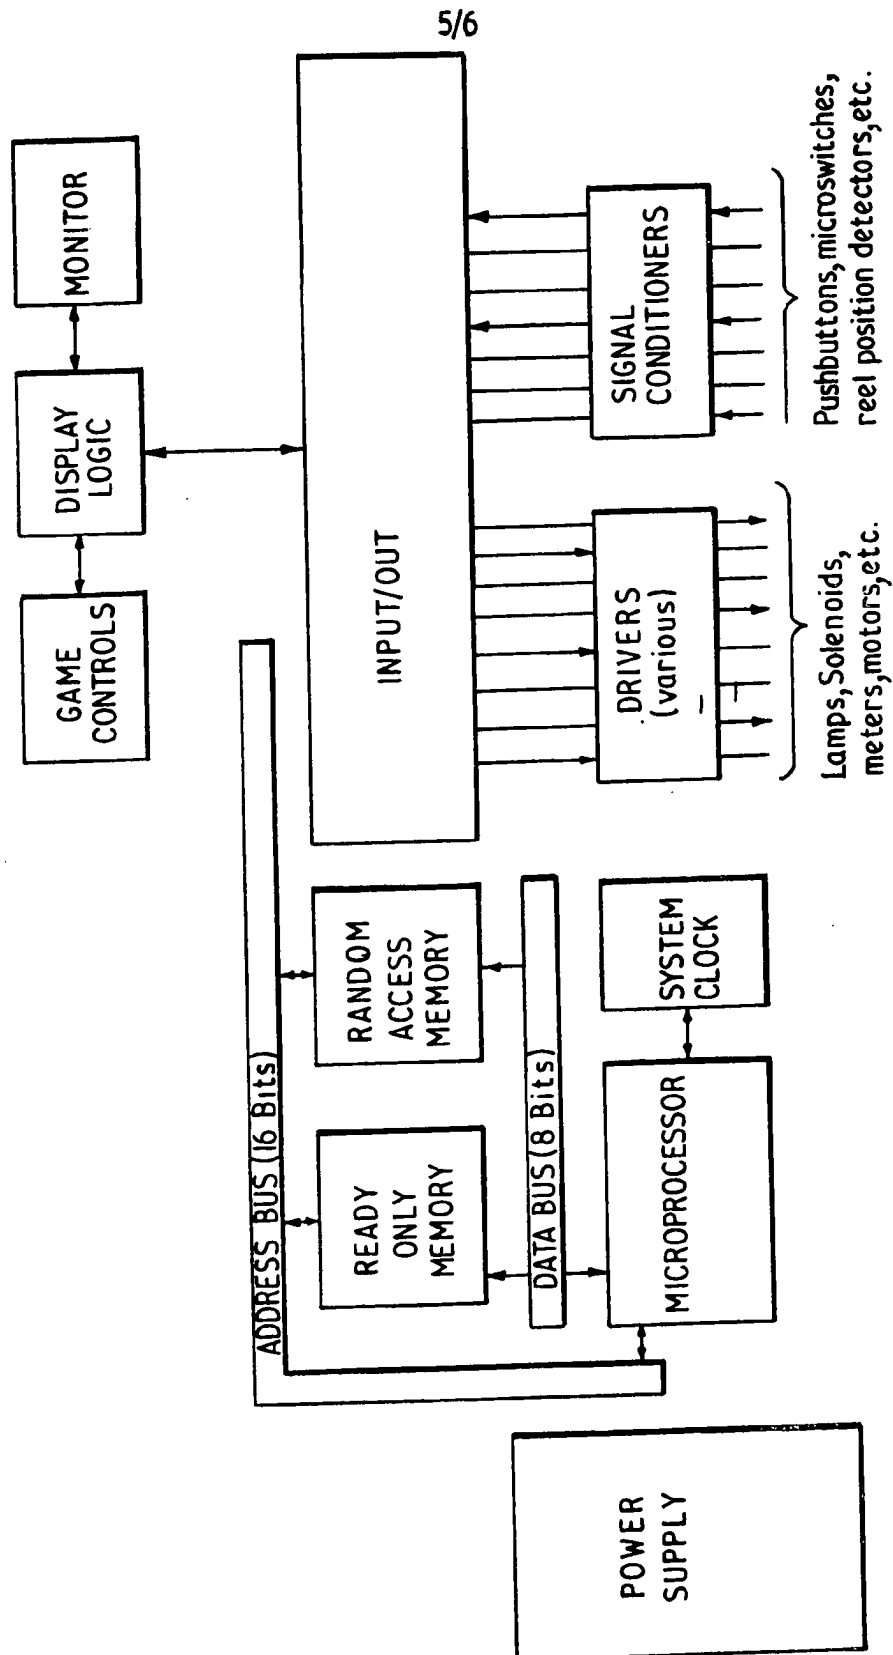 5/6
GAME
CONTROLS
DISPLAY
LOGIC
MONITOR
ADDRESS BUS (16 Bits)
READY
ONLY
MEMORY
RANDOM
ACCESS
MEMORY
INPUT/OUT
DATA BUS (8 Bits)
POWER
SUPPLY
MICROPROCESSOR
SYSTEM
CLOCK
DRIVERS
(various)
SIGNAL
CONDITIONERS
Lamps, Solenoids,
meters, motors, etc.
Pushbuttons, microswitches,
reel position detectors, etc.